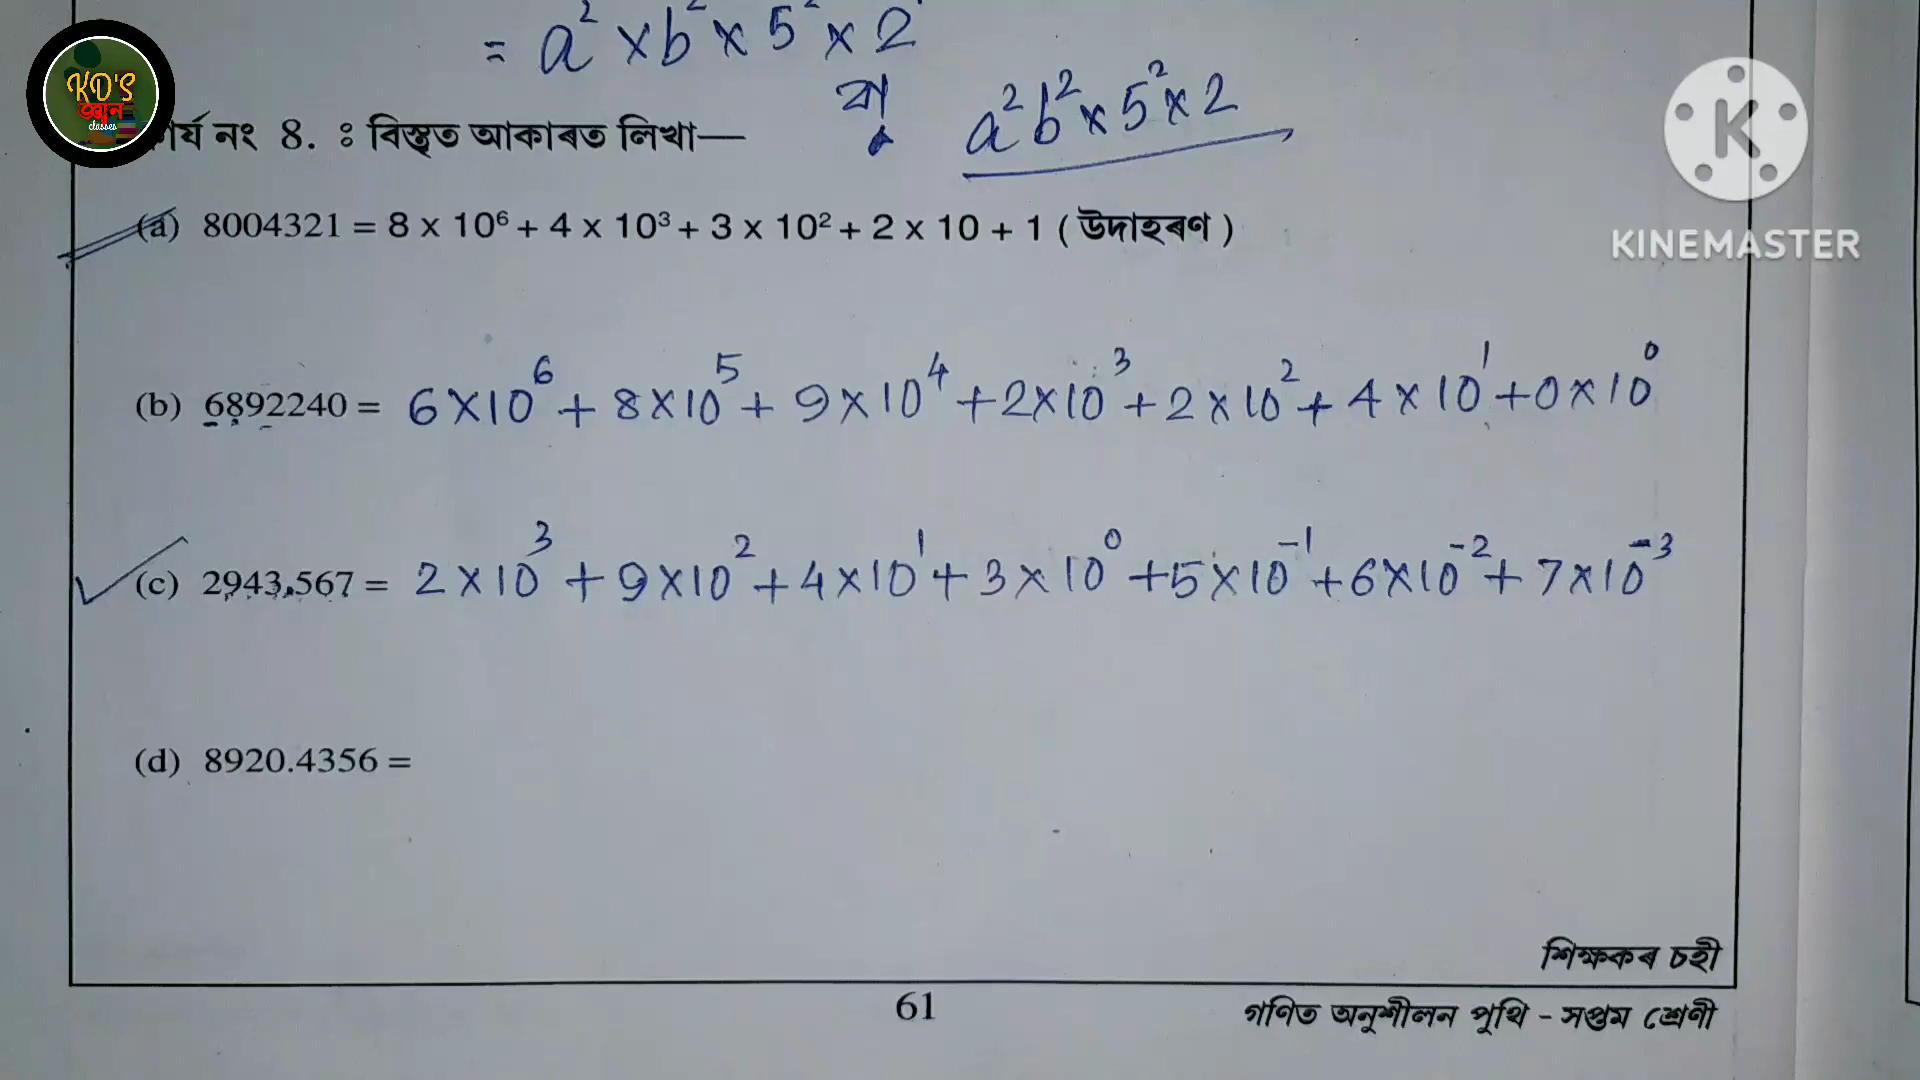 = a² × b² × 5² × 2
KD'S
জ্ঞান
classes
বা
a²b² × 5² × 2
কাৰ্য নং 8. ঃ বিস্তৃত আকাৰত লিখা—
KINEMASTER
(a) 8004321 = 8 x 10⁶ + 4 x 10³ + 3 x 10² + 2 x 10 + 1 ( উদাহৰণ )
(b) 6892240 = 6×10⁶ + 8×10⁵ + 9×10⁴ + 2×10³ + 2×10² + 4×10¹ + 0×10⁰
(c) 2943.567 = 2×10³ + 9×10² + 4×10¹ + 3×10⁰ + 5×10⁻¹ + 6×10⁻² + 7×10⁻³
(d) 8920.4356 =
শিক্ষকৰ চহী
61
গণিত অনুশীলন পুথি - সপ্তম শ্ৰেণী